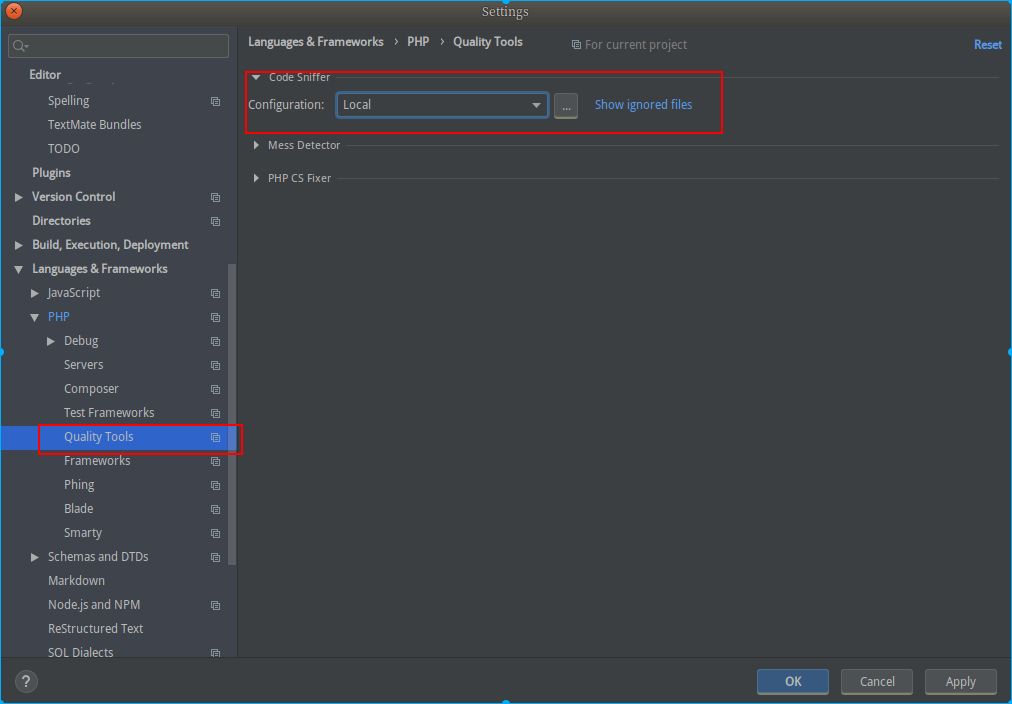 Settings
Languages & Frameworks › PHP › Quality Tools For current project Reset
Editor
Spelling
TextMate Bundles
TODO
Plugins
Version Control
Directories
Build, Execution, Deployment
Languages & Frameworks
JavaScript
PHP
Debug
Servers
Composer
Test Frameworks
Quality Tools
Frameworks
Phing
Blade
Smarty
Schemas and DTDs
Markdown
Node.js and NPM
ReStructured Text
SQL Dialects
Code Sniffer
Configuration: Local ... Show ignored files
Mess Detector
PHP CS Fixer
? OK Cancel Apply